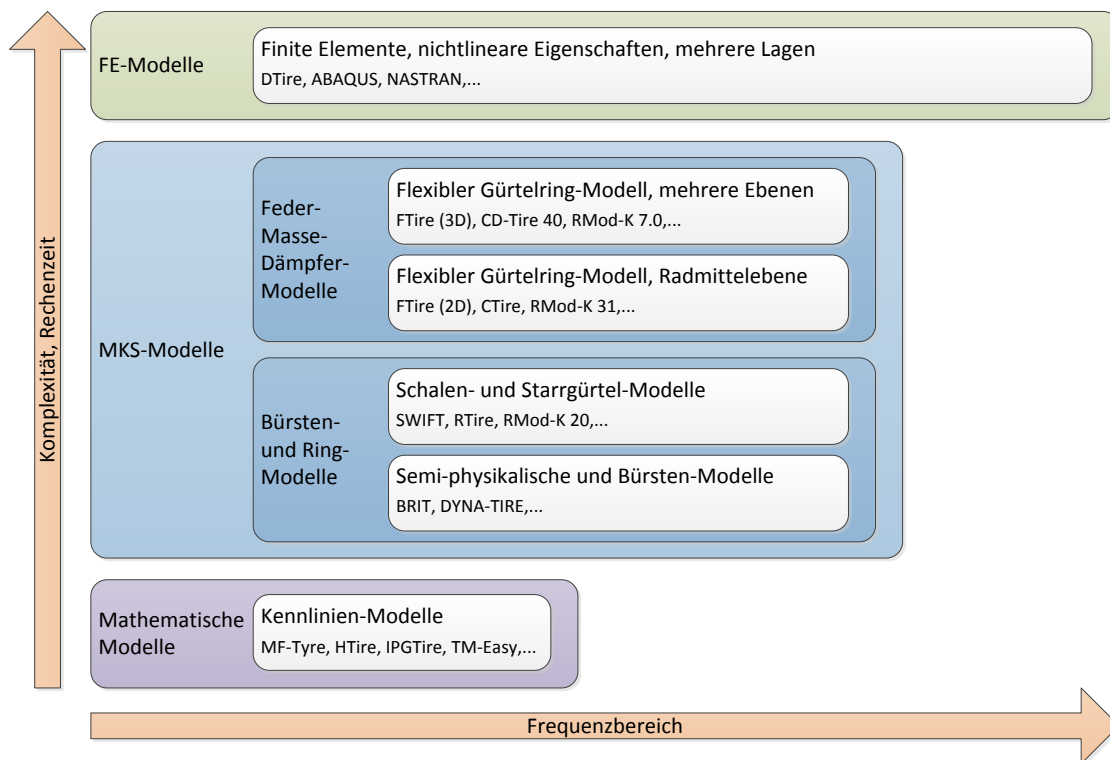 Komplexität, Rechenzeit
FE-Modelle
Finite Elemente, nichtlineare Eigenschaften, mehrere Lagen
DTire, ABAQUS, NASTRAN,...
MKS-Modelle
Feder-
Masse-
Dämpfer-
Modelle
Flexibler Gürtelring-Modell, mehrere Ebenen
FTire (3D), CD-Tire 40, RMod-K 7.0,...
Flexibler Gürtelring-Modell, Radmittelebene
FTire (2D), CTire, RMod-K 31,...
Bürsten-
und Ring-
Modelle
Schalen- und Starrgürtel-Modelle
SWIFT, RTire, RMod-K 20,...
Semi-physikalische und Bürsten-Modelle
BRIT, DYNA-TIRE,...
Mathematische
Modelle
Kennlinien-Modelle
MF-Tyre, HTire, IPGTire, TM-Easy,...
Frequenzbereich